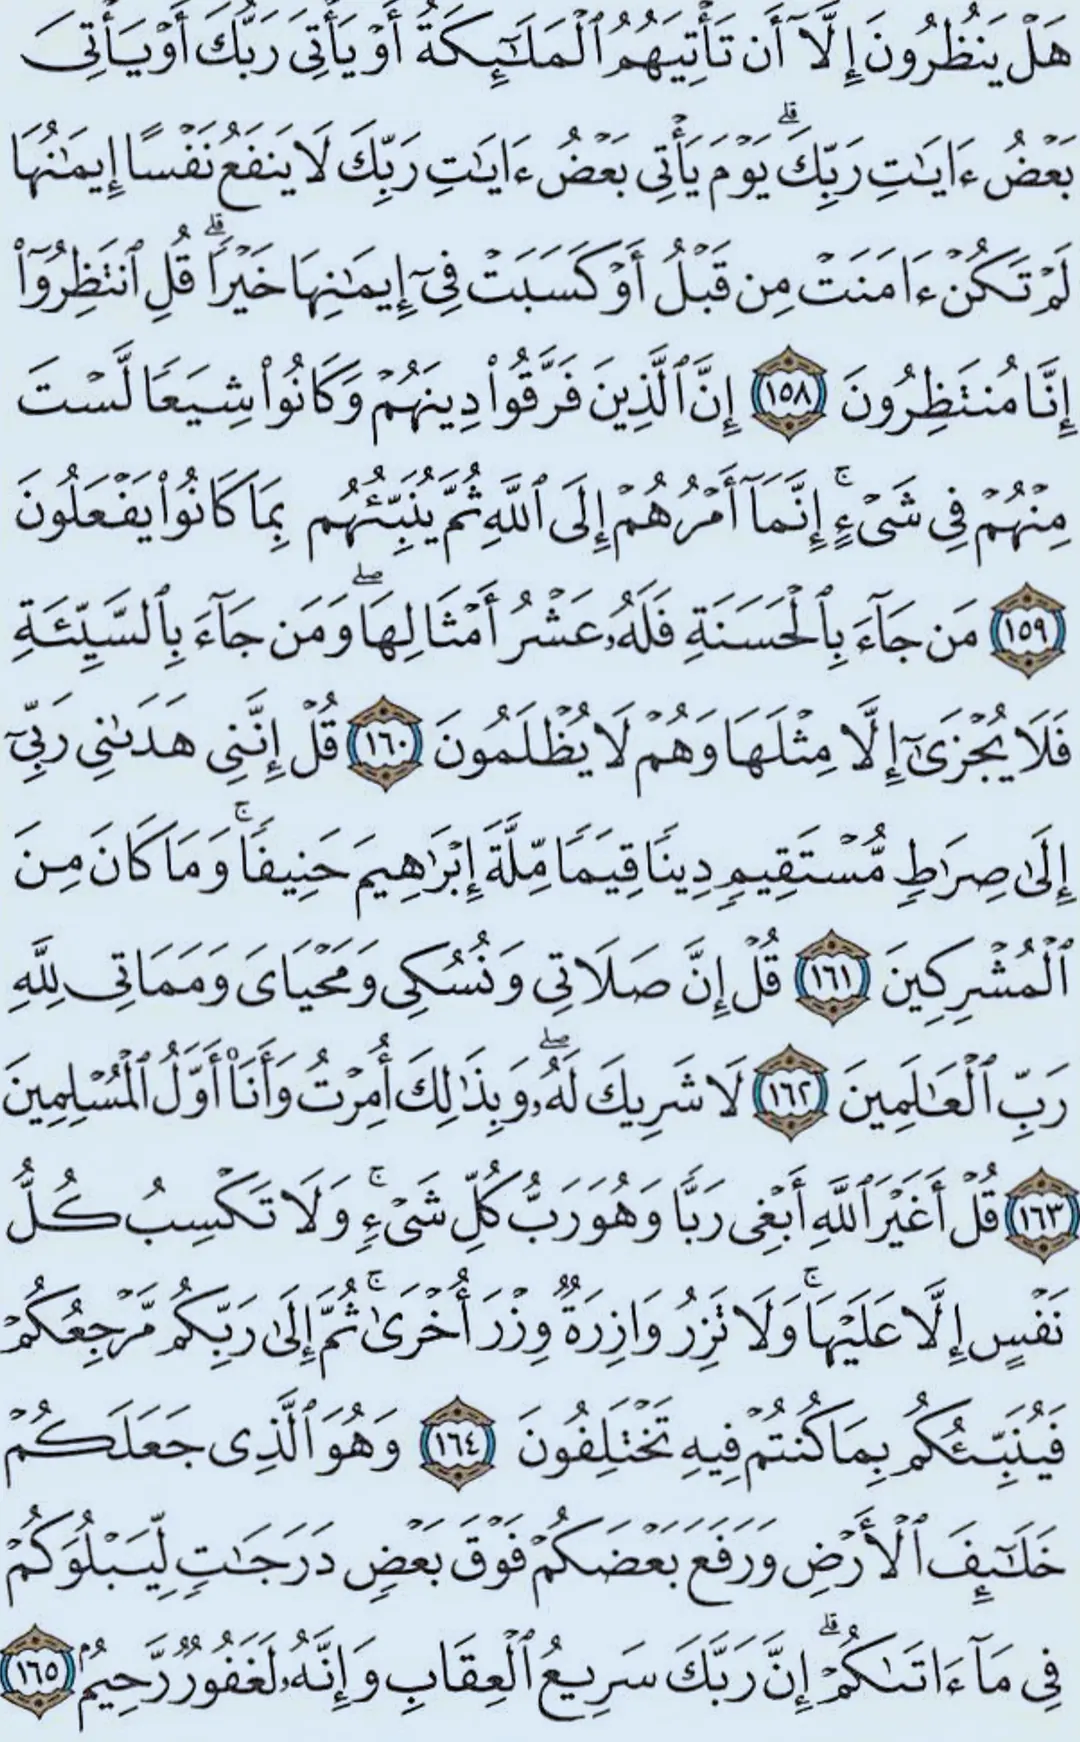 هَلْ يَنظُرُونَ إِلَّآ أَن تَأْتِيَهُمُ ٱلْمَلَـٰٓئِكَةُ أَوْ يَأْتِىَ رَبُّكَ أَوْ يَأْتِىَ
بَعْضُ ءَايَـٰتِ رَبِّكَ ۗ يَوْمَ يَأْتِى بَعْضُ ءَايَـٰتِ رَبِّكَ لَا يَنفَعُ نَفْسًا إِيمَـٰنُهَا
لَمْ تَكُنْ ءَامَنَتْ مِن قَبْلُ أَوْ كَسَبَتْ فِىٓ إِيمَـٰنِهَا خَيْرًا ۗ قُلِ ٱنتَظِرُوٓا۟
إِنَّا مُنتَظِرُونَ ١٥٨ إِنَّ ٱلَّذِينَ فَرَّقُوا۟ دِينَهُمْ وَكَانُوا۟ شِيَعًا لَّسْتَ
مِنْهُمْ فِى شَىْءٍ ۚ إِنَّمَآ أَمْرُهُمْ إِلَى ٱللَّهِ ثُمَّ يُنَبِّئُهُم بِمَا كَانُوا۟ يَفْعَلُونَ
١٥٩ مَن جَآءَ بِٱلْحَسَنَةِ فَلَهُۥ عَشْرُ أَمْثَالِهَا ۖ وَمَن جَآءَ بِٱلسَّيِّئَةِ
فَلَا يُجْزَىٰٓ إِلَّا مِثْلَهَا وَهُمْ لَا يُظْلَمُونَ ١٦٠ قُلْ إِنَّنِى هَدَىٰنِى رَبِّىٓ
إِلَىٰ صِرَٰطٍ مُّسْتَقِيمٍ دِينًا قِيَمًا مِّلَّةَ إِبْرَٰهِيمَ حَنِيفًا ۚ وَمَا كَانَ مِنَ
ٱلْمُشْرِكِينَ ١٦١ قُلْ إِنَّ صَلَاتِى وَنُسُكِى وَمَحْيَاىَ وَمَمَاتِى لِلَّهِ
رَبِّ ٱلْعَـٰلَمِينَ ١٦٢ لَا شَرِيكَ لَهُۥ ۖ وَبِذَٰلِكَ أُمِرْتُ وَأَنَا۠ أَوَّلُ ٱلْمُسْلِمِينَ
١٦٣ قُلْ أَغَيْرَ ٱللَّهِ أَبْغِى رَبًّا وَهُوَ رَبُّ كُلِّ شَىْءٍ ۚ وَلَا تَكْسِبُ كُلُّ
نَفْسٍ إِلَّا عَلَيْهَا ۚ وَلَا تَزِرُ وَازِرَةٌ وِزْرَ أُخْرَىٰ ۚ ثُمَّ إِلَىٰ رَبِّكُم مَّرْجِعُكُمْ
فَيُنَبِّئُكُم بِمَا كُنتُمْ فِيهِ تَخْتَلِفُونَ ١٦٤ وَهُوَ ٱلَّذِى جَعَلَكُمْ
خَلَـٰٓئِفَ ٱلْأَرْضِ وَرَفَعَ بَعْضَكُمْ فَوْقَ بَعْضٍ دَرَجَـٰتٍ لِّيَبْلُوَكُمْ
فِى مَآ ءَاتَىٰكُمْ ۗ إِنَّ رَبَّكَ سَرِيعُ ٱلْعِقَابِ وَإِنَّهُۥ لَغَفُورٌ رَّحِيمٌۢ ١٦٥